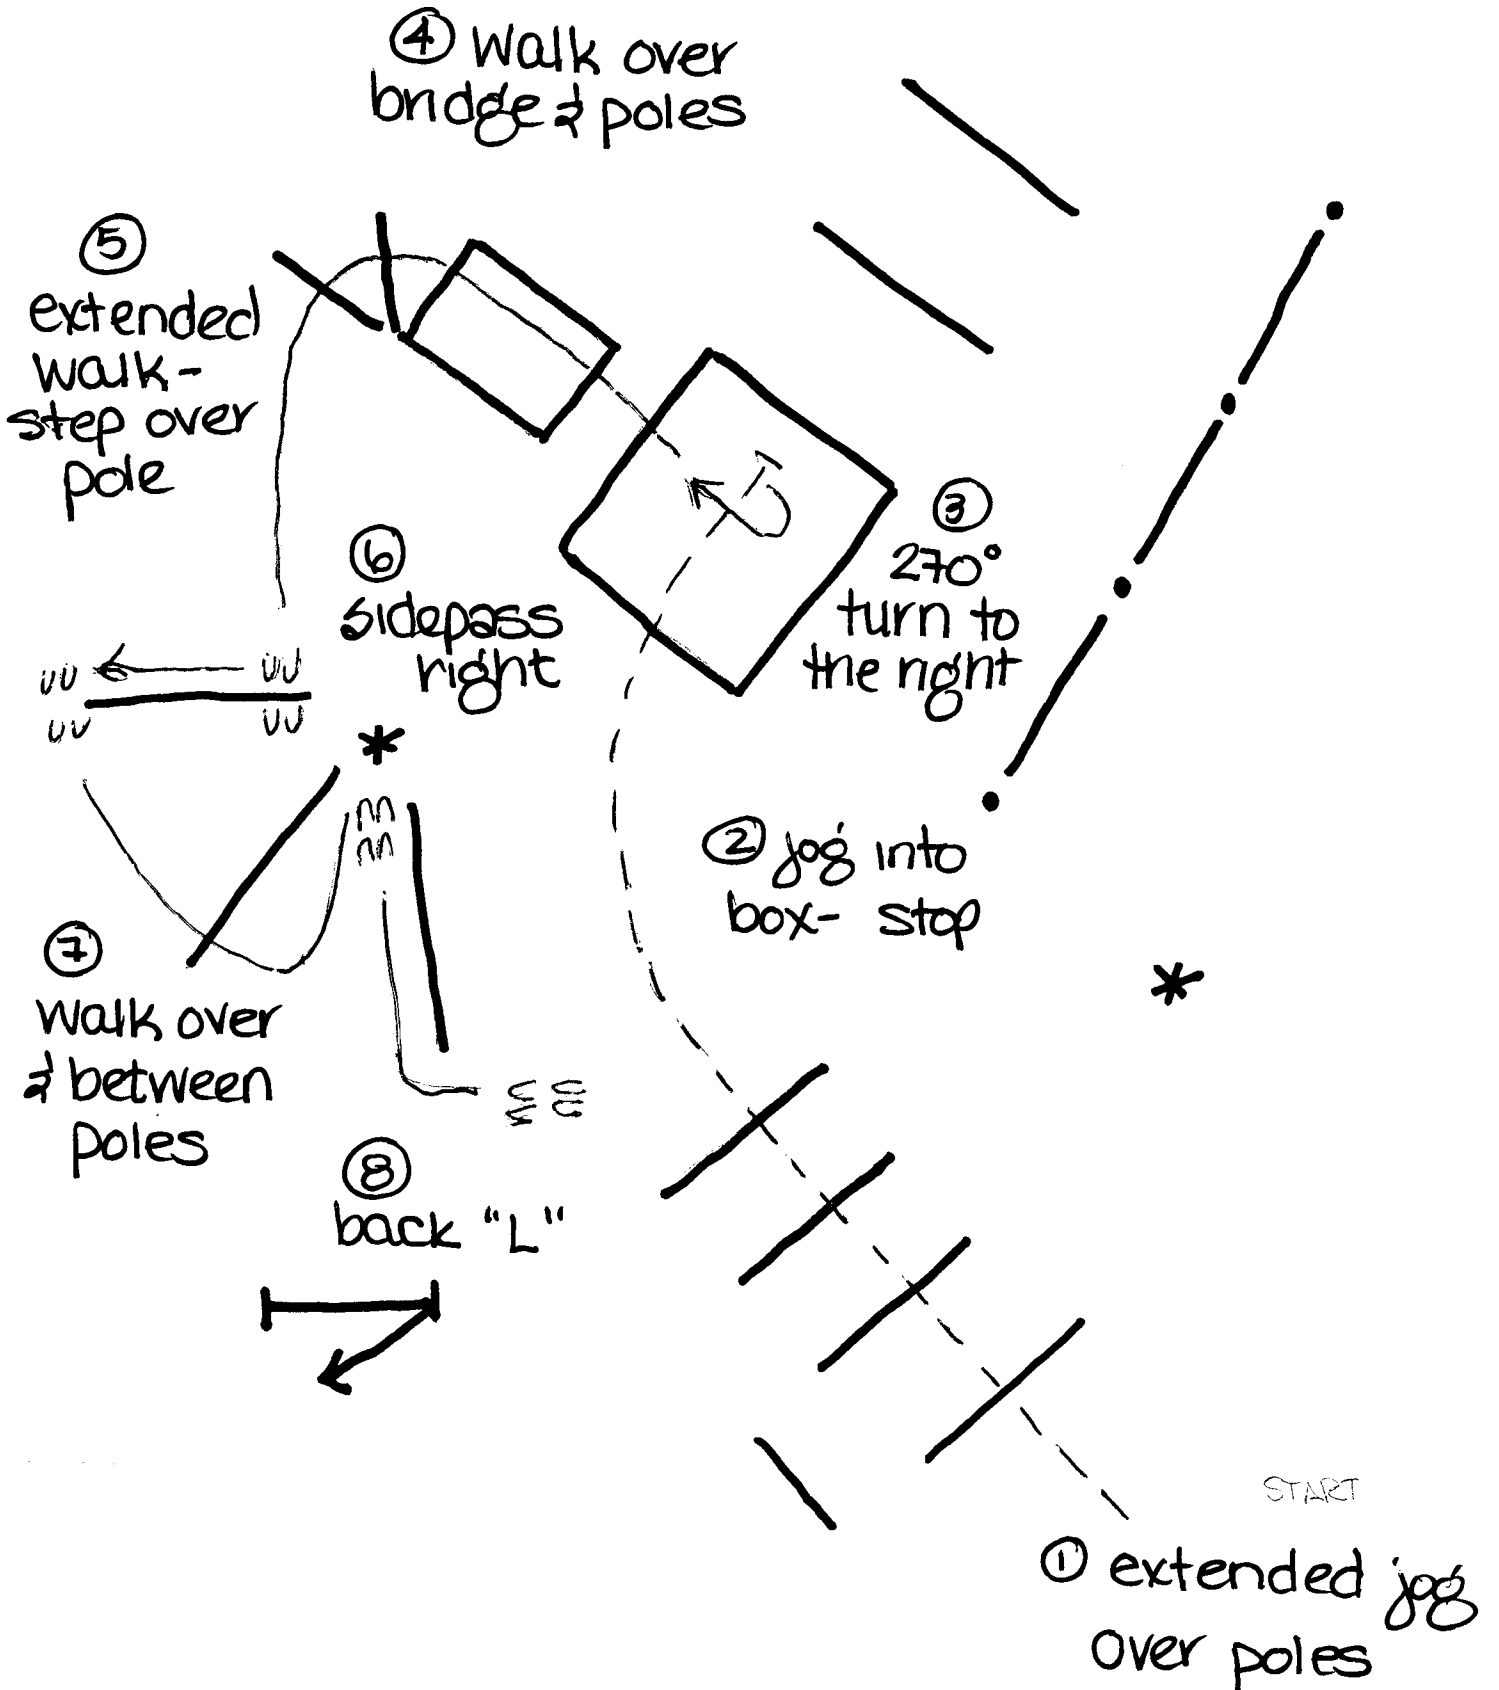 ④ Walk over
bridge & poles
⑤
extended
walk-
step over
pole
③
270°
turn to
the right
⑥
sidepass
right
② jog into
box- stop
⑦
walk over
& between
poles
⑧
back "L"
START
① extended jog
over poles